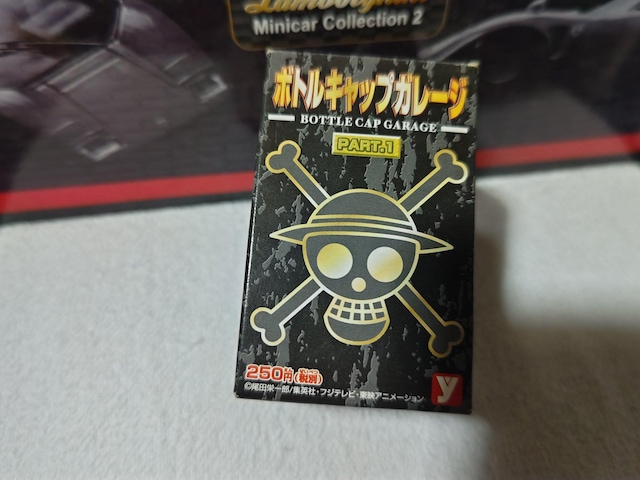 Lamborghini
Minicar Collection 2
ボトルキャップガレージ
BOTTLE CAP GARAGE
PART.1
250円(税別)
©尾田栄一郎/集英社・フジテレビ・東映アニメーション
y